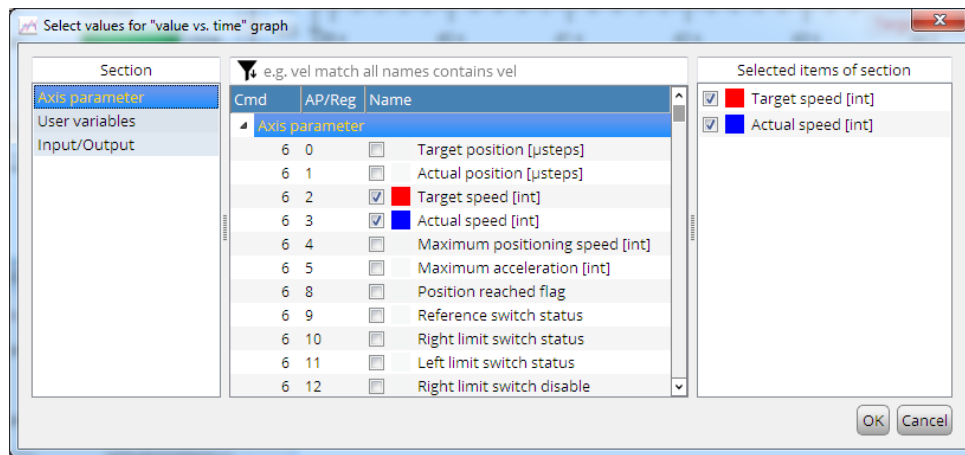 Select values for "value vs. time" graph
Section
Axis parameter
User variables
Input/Output
e.g. vel match all names contains vel
Cmd AP/Reg Name
Axis parameter
6 0 Target position [µsteps]
6 1 Actual position [µsteps]
6 2 Target speed [int]
6 3 Actual speed [int]
6 4 Maximum positioning speed [int]
6 5 Maximum acceleration [int]
6 8 Position reached flag
6 9 Reference switch status
6 10 Right limit switch status
6 11 Left limit switch status
6 12 Right limit switch disable
Selected items of section
Target speed [int]
Actual speed [int]
OK Cancel